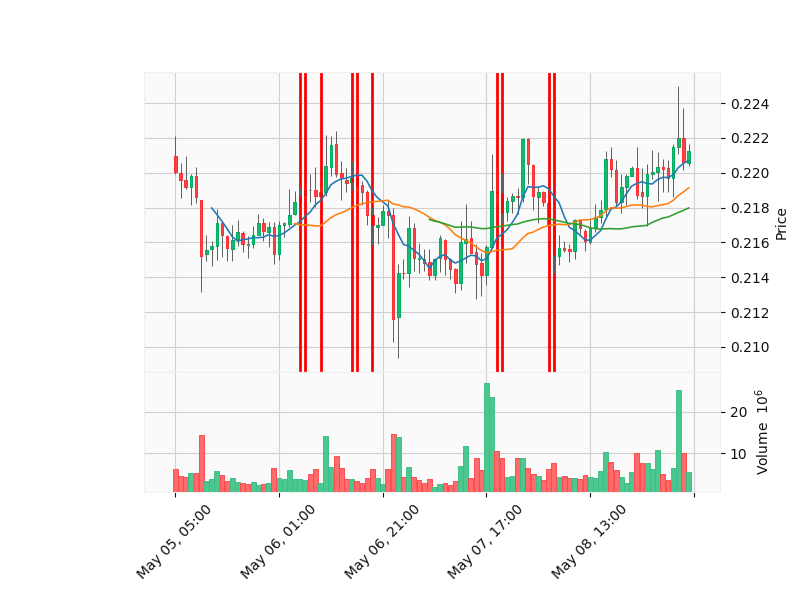 0.224
0.222
0.220
0.218
0.216
0.214
0.212
0.210
Price
20
10
Volume 10^6
May 05, 05:00
May 06, 01:00
May 06, 21:00
May 07, 17:00
May 08, 13:00